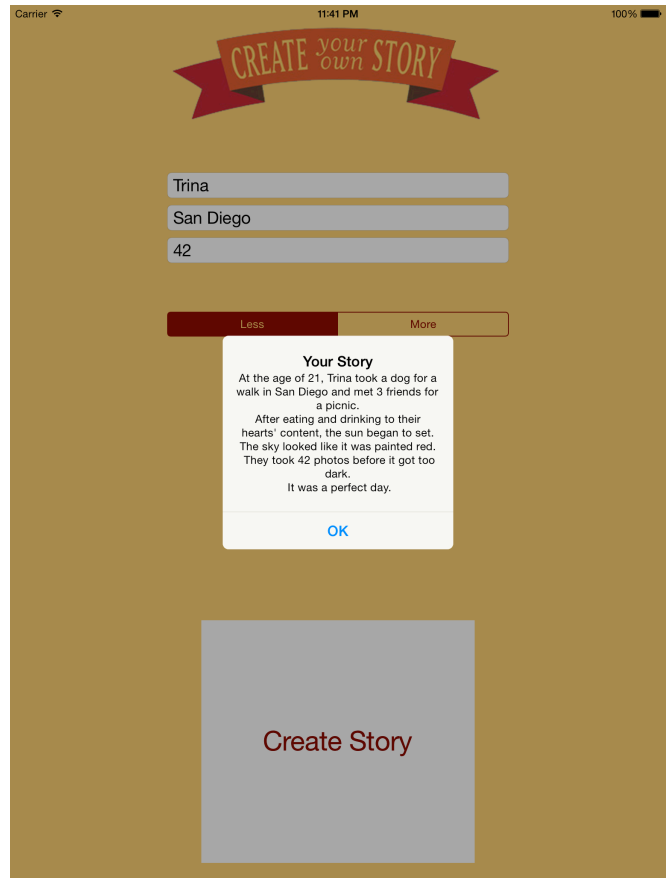 Carrier 11:41 PM 100%
CREATE your own STORY
Trina
San Diego
42
Less More
Your Story
At the age of 21, Trina took a dog for a
walk in San Diego and met 3 friends for
a picnic.
After eating and drinking to their
hearts' content, the sun began to set.
The sky looked like it was painted red.
They took 42 photos before it got too
dark.
It was a perfect day.
OK
Create Story